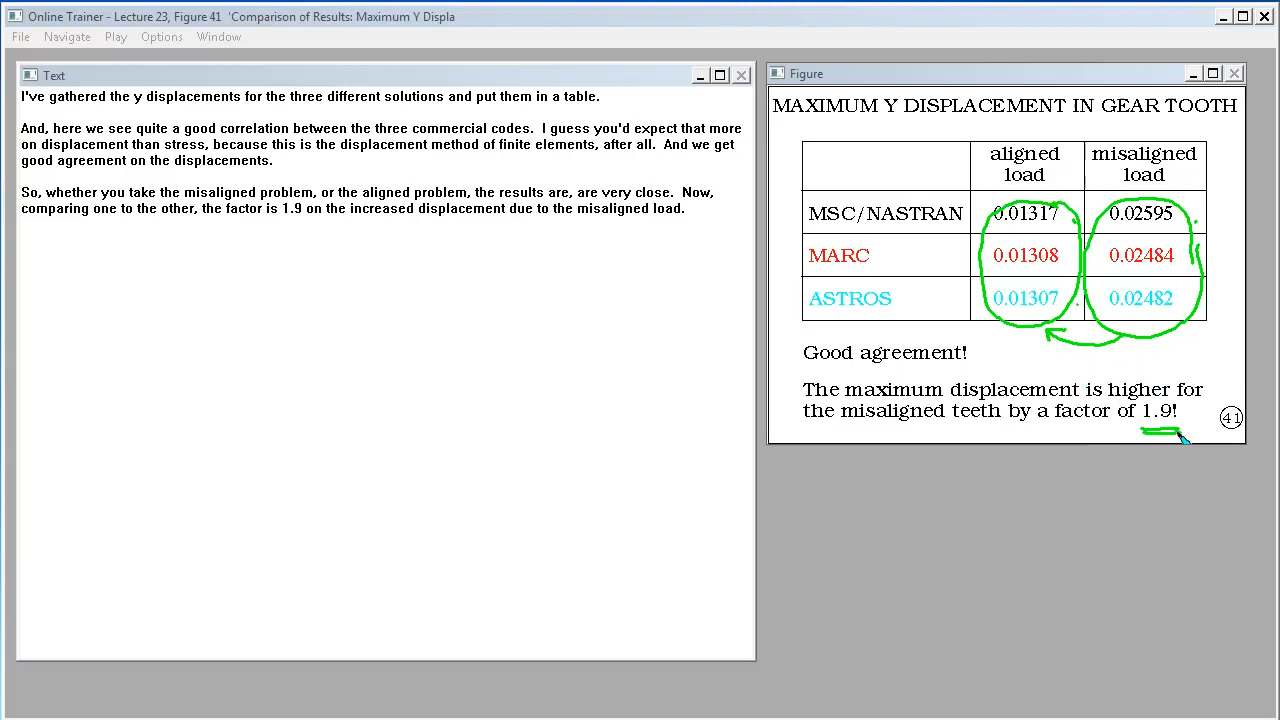 Online Trainer - Lecture 23, Figure 41 'Comparison of Results: Maximum Y Displa
File Navigate Play Options Window
Text
I've gathered the y displacements for the three different solutions and put them in a table.
And, here we see quite a good correlation between the three commercial codes. I guess you'd expect that more
on displacement than stress, because this is the displacement method of finite elements, after all. And we get
good agreement on the displacements.
So, whether you take the misaligned problem, or the aligned problem, the results are, are very close. Now,
comparing one to the other, the factor is 1.9 on the increased displacement due to the misaligned load.
Figure
MAXIMUM Y DISPLACEMENT IN GEAR TOOTH
aligned misaligned
load load
MSC/NASTRAN 0.01317 0.02595
MARC 0.01308 0.02484
ASTROS 0.01307 0.02482
Good agreement!
The maximum displacement is higher for
the misaligned teeth by a factor of 1.9!
41